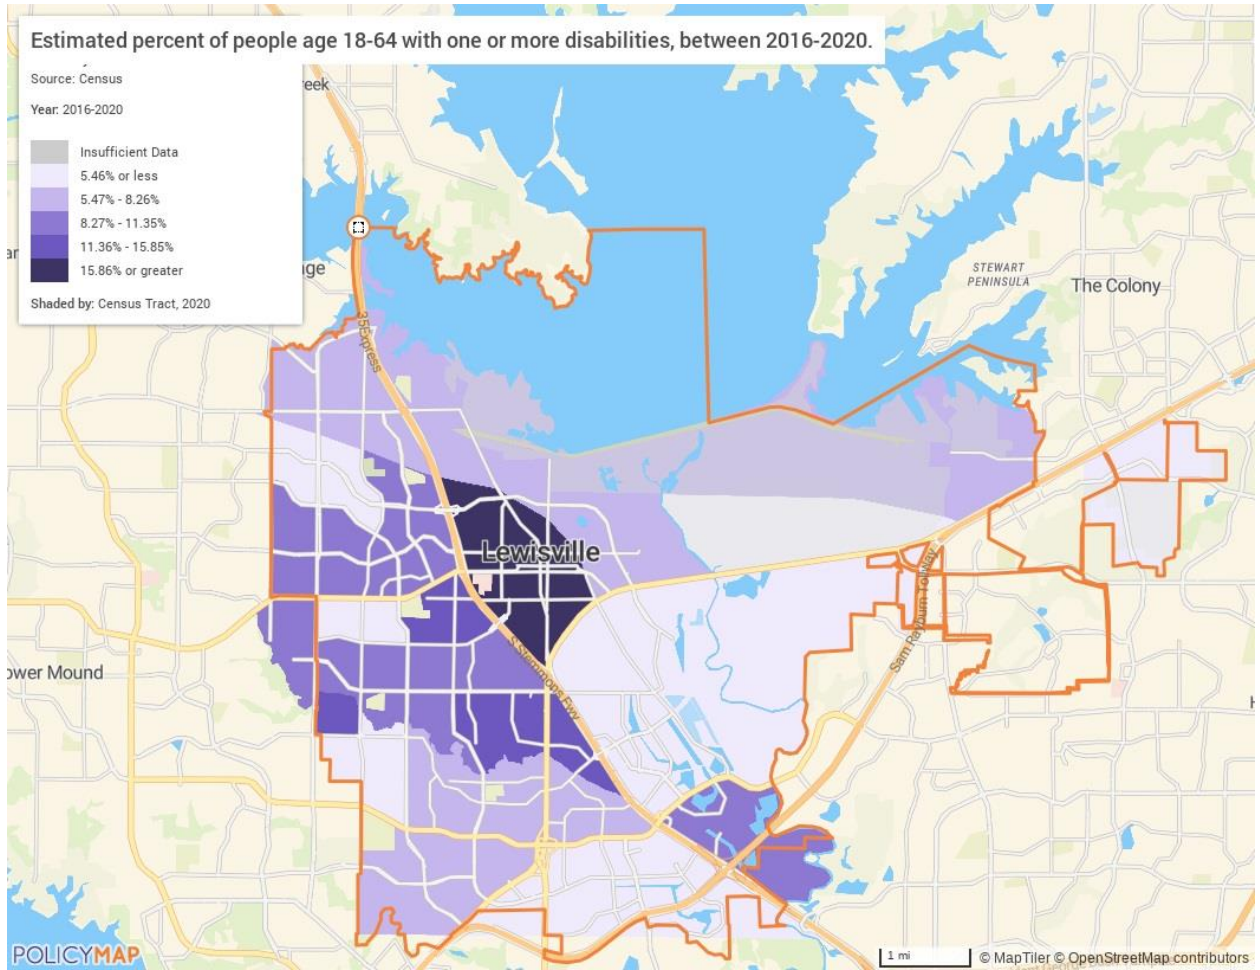 Estimated percent of people age 18-64 with one or more disabilities, between 2016-2020.
Source: Census
Year: 2016-2020
Insufficient Data
5.46% or less
5.47% - 8.26%
8.27% - 11.35%
11.36% - 15.85%
15.86% or greater
Shaded by: Census Tract, 2020
reek
ar
nge
STEWART
PENINSULA
The Colony
35Express
Lewisville
S Stemmons Fwy
Sam Rayburn Tollway
ower Mound
H
POLICYMAP
1 mi
© MapTiler © OpenStreetMap contributors